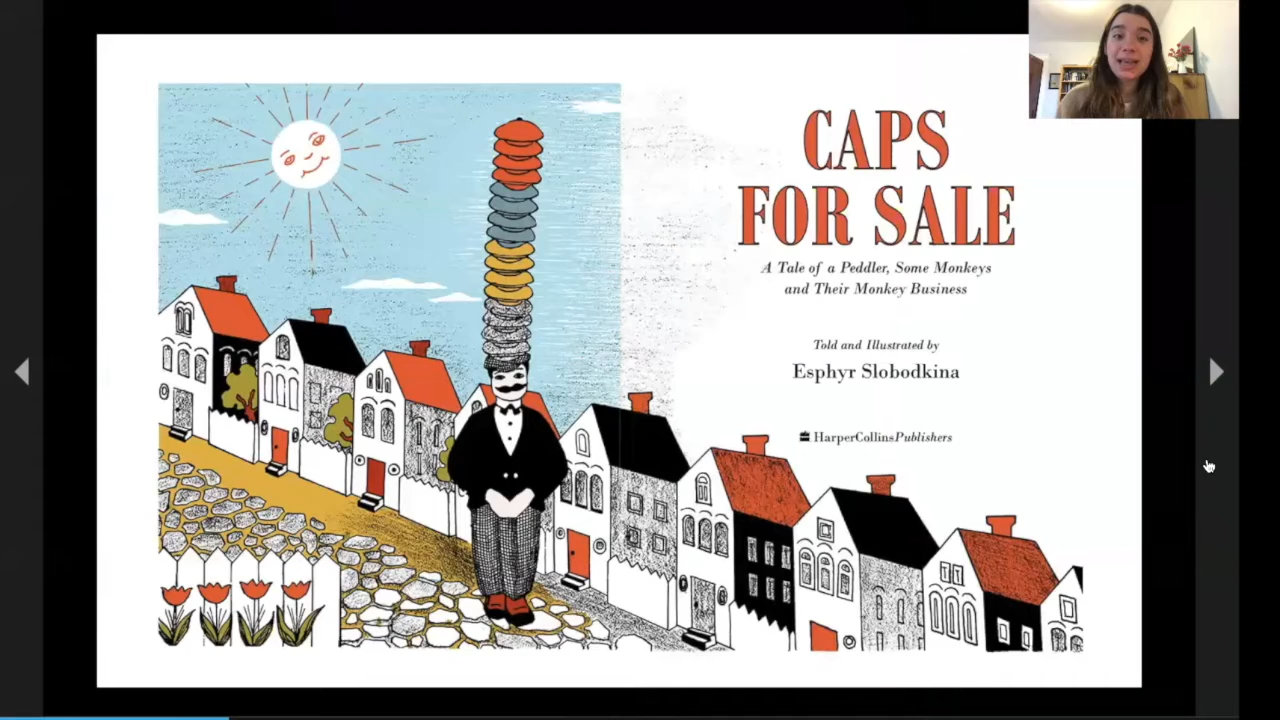 CAPS
FOR SALE
A Tale of a Peddler, Some Monkeys
and Their Monkey Business
Told and Illustrated by
Esphyr Slobodkina
HarperCollinsPublishers